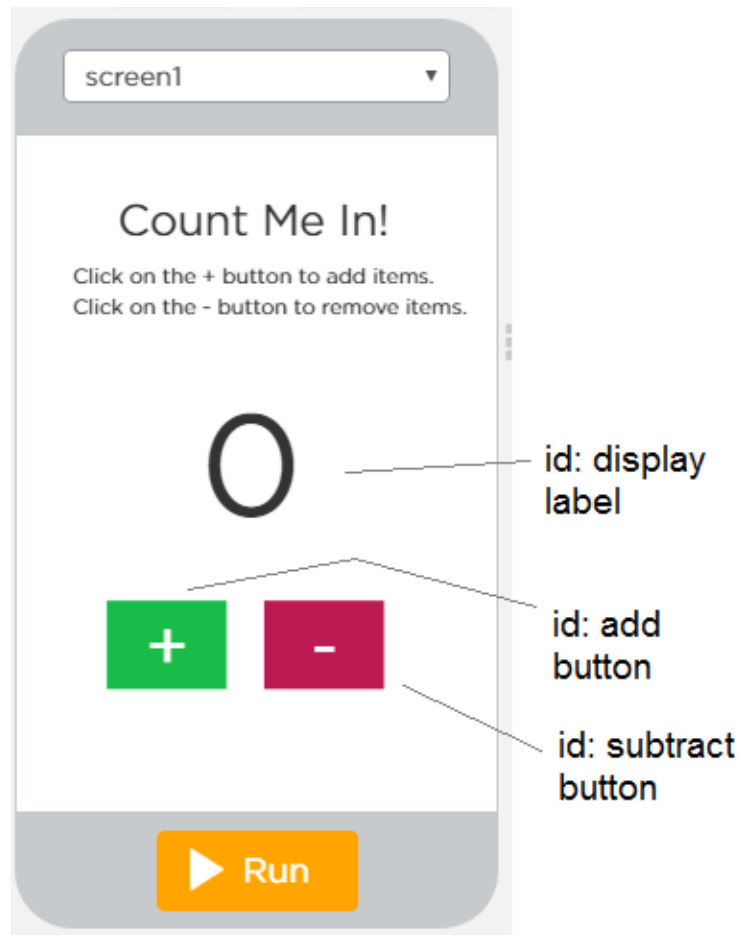 screen1
Count Me In!
Click on the + button to add items.
Click on the - button to remove items.
0
id: display
label
+ -
id: add
button
id: subtract
button
Run